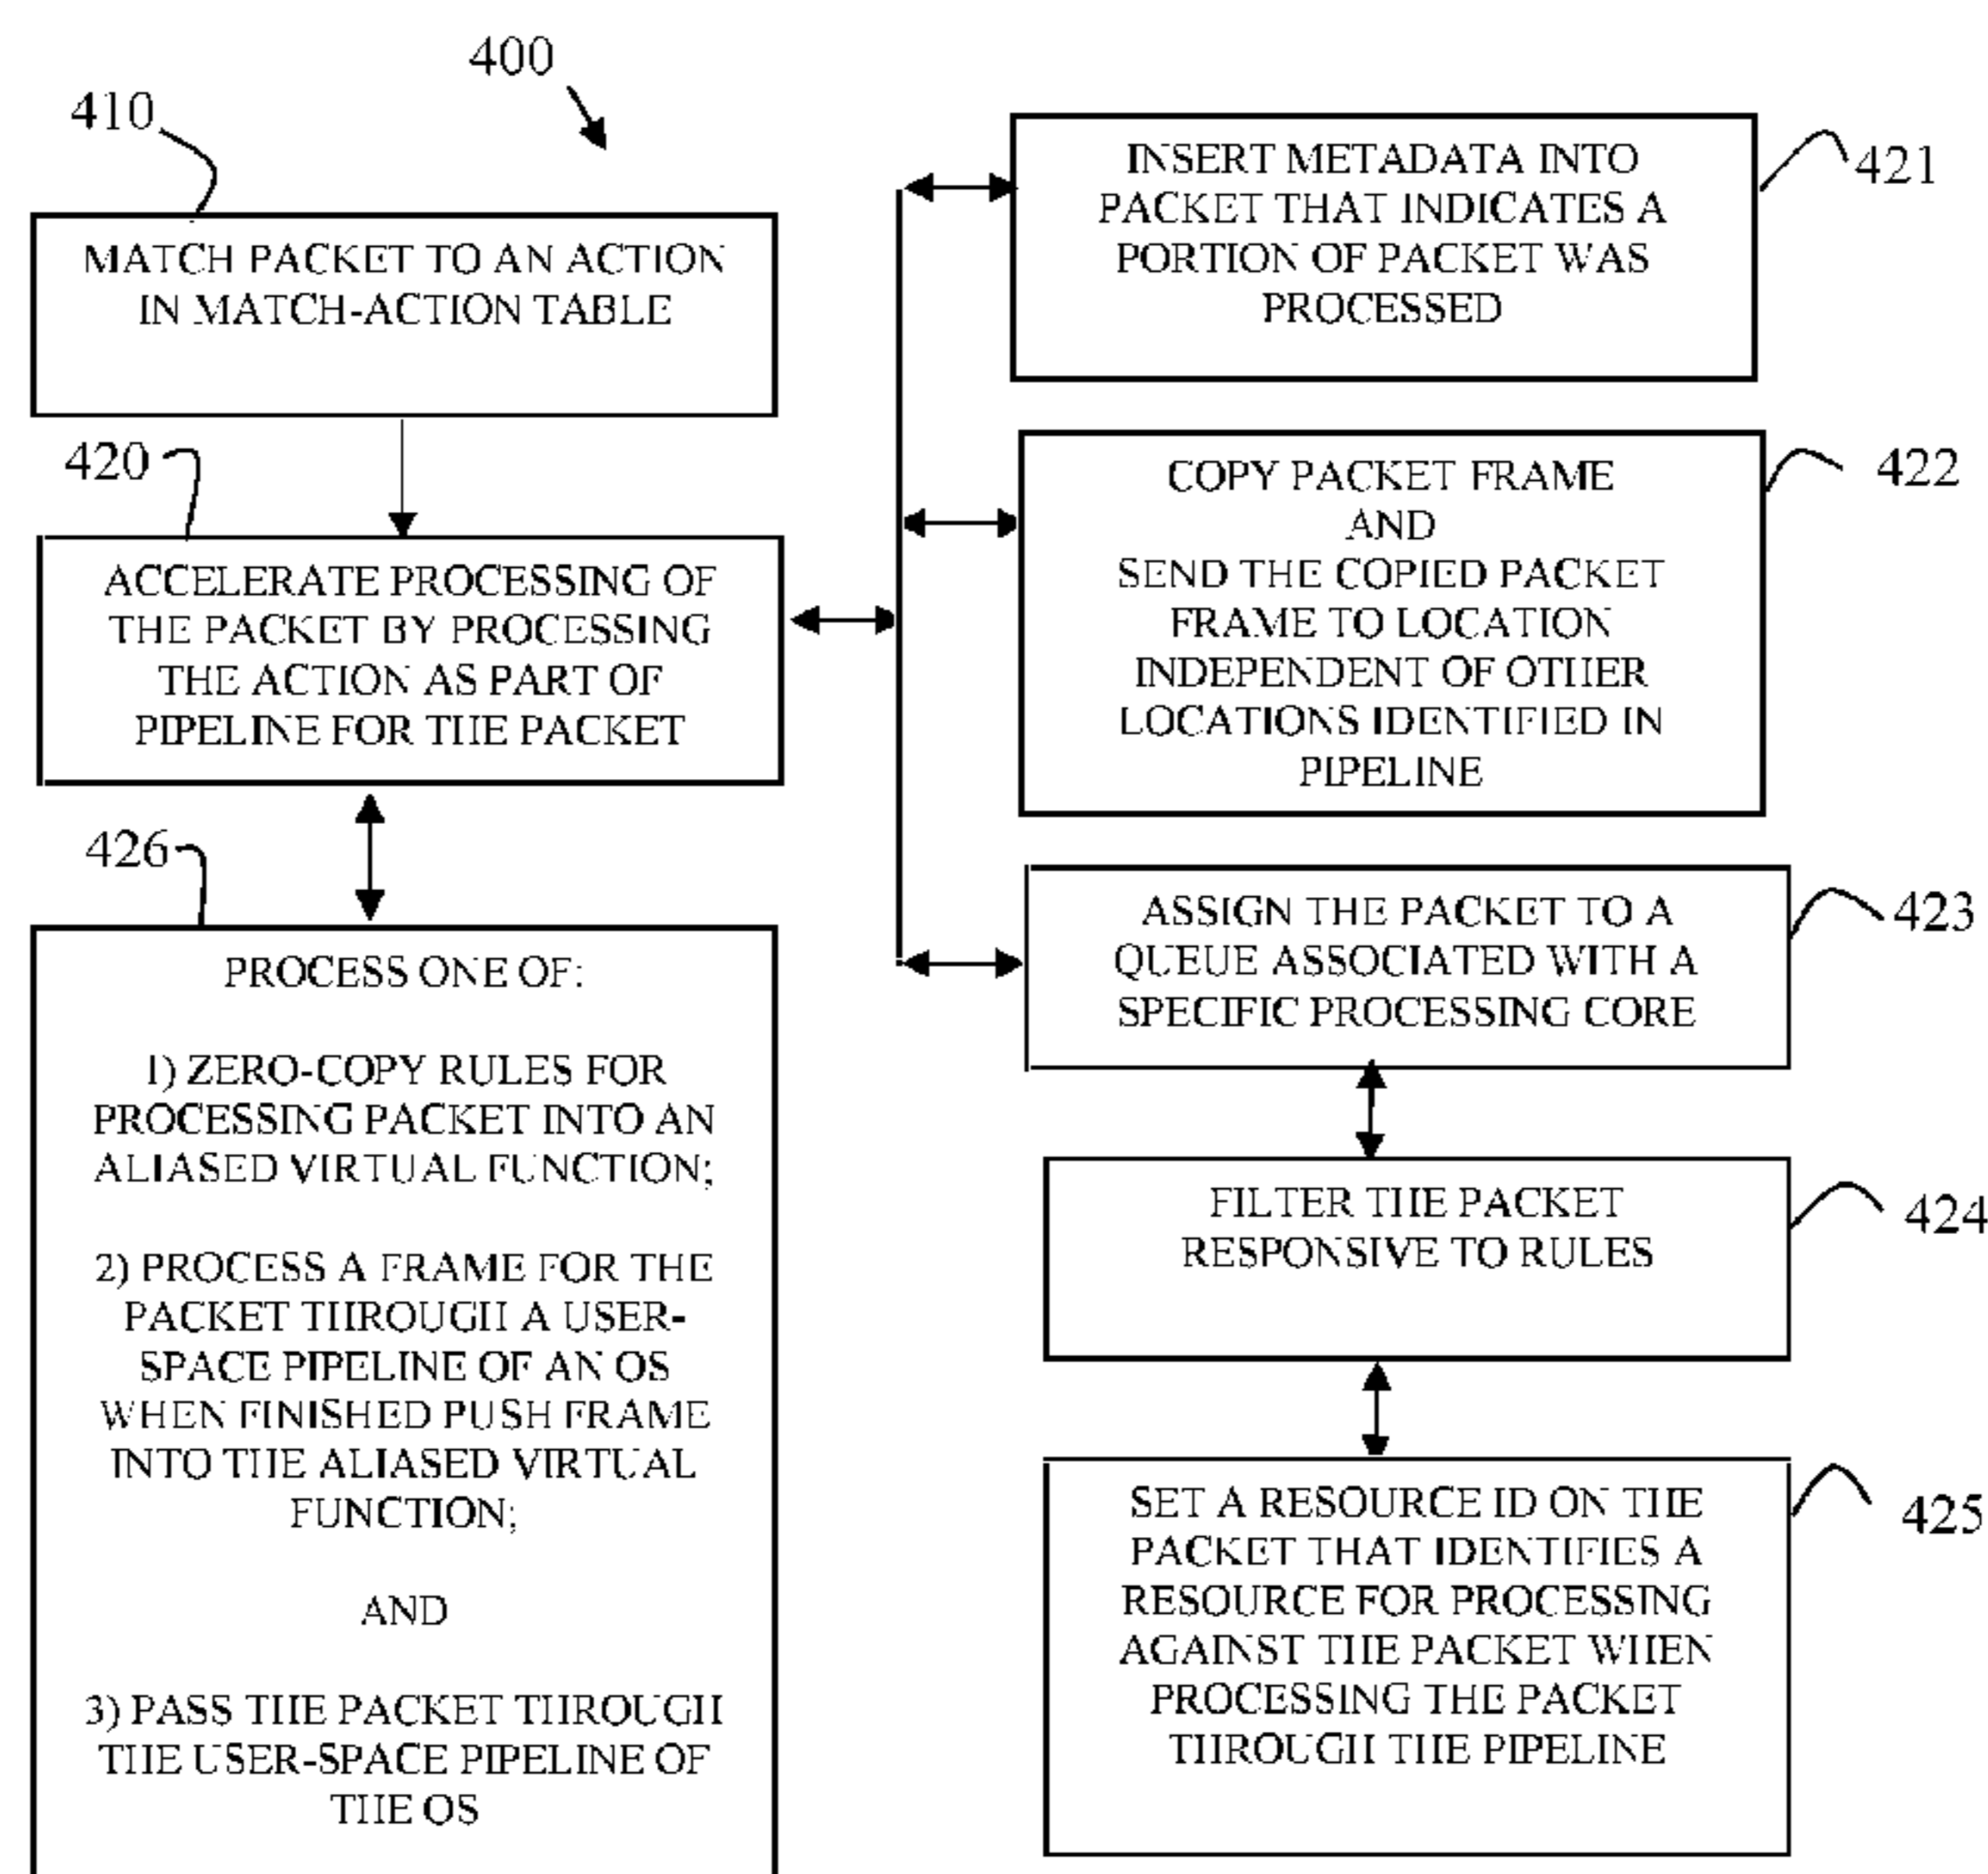 400
410
MATCH PACKET TO AN ACTION
IN MATCH-ACTION TABLE
420
ACCELERATE PROCESSING OF
THE PACKET BY PROCESSING
THE ACTION AS PART OF
PIPELINE FOR THE PACKET
426
PROCESS ONE OF:
1) ZERO-COPY RULES FOR
PROCESSING PACKET INTO AN
ALIASED VIRTUAL FUNCTION;
2) PROCESS A FRAME FOR THE
PACKET THROUGH A USER-
SPACE PIPELINE OF AN OS
WHEN FINISHED PUSH FRAME
INTO THE ALIASED VIRTUAL
FUNCTION;
AND
3) PASS THE PACKET THROUGH
THE USER-SPACE PIPELINE OF
THE OS
INSERT METADATA INTO
PACKET THAT INDICATES A
PORTION OF PACKET WAS
PROCESSED
421
COPY PACKET FRAME
AND
SEND THE COPIED PACKET
FRAME TO LOCATION
INDEPENDENT OF OTHER
LOCATIONS IDENTIFIED IN
PIPELINE
422
ASSIGN THE PACKET TO A
QUEUE ASSOCIATED WITH A
SPECIFIC PROCESSING CORE
423
FILTER THE PACKET
RESPONSIVE TO RULES
424
SET A RESOURCE ID ON THE
PACKET THAT IDENTIFIES A
RESOURCE FOR PROCESSING
AGAINST THE PACKET WHEN
PROCESSING THE PACKET
THROUGH THE PIPELINE
425